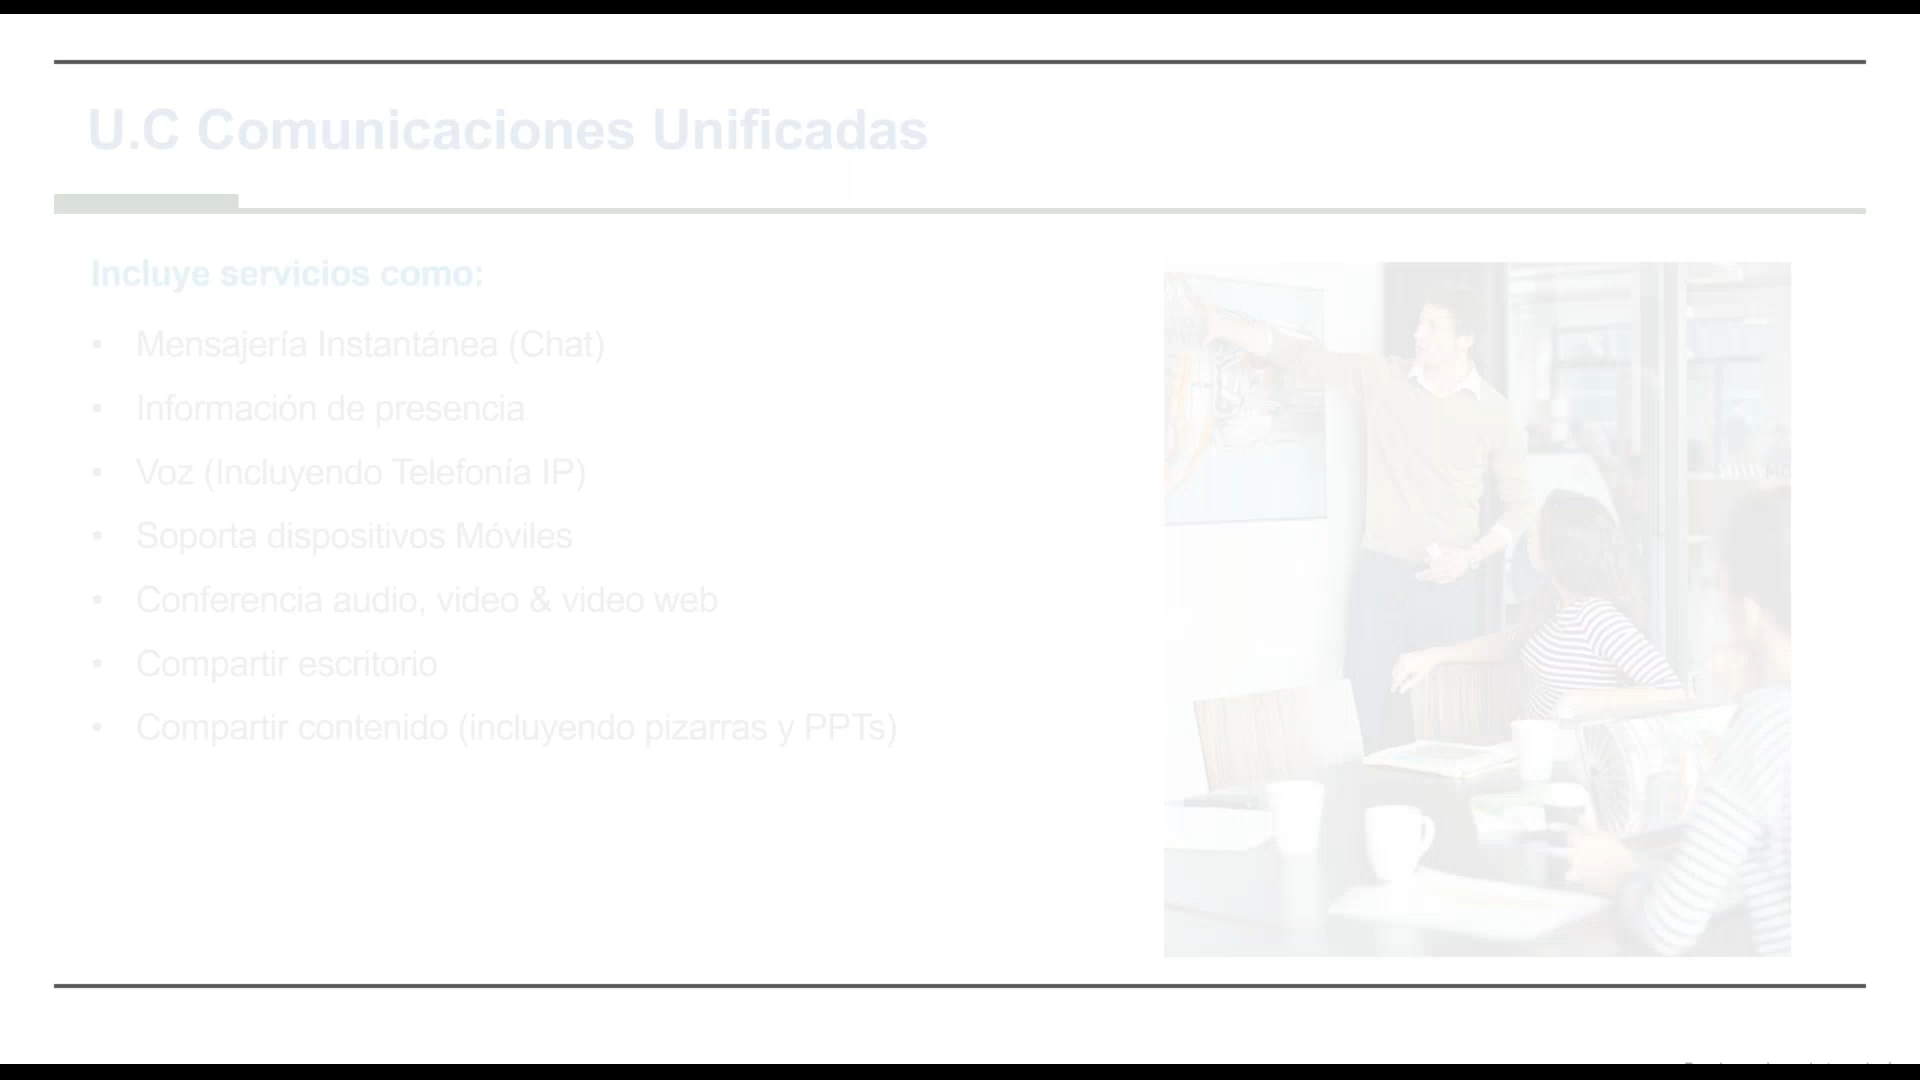 U.C Comunicaciones Unificadas
Incluye servicios como:
• Mensajería Instantánea (Chat)
• Información de presencia
• Voz (Incluyendo Telefonía IP)
• Soporta dispositivos Móviles
• Conferencia audio, video & video web
• Compartir escritorio
• Compartir contenido (incluyendo pizarras y PPTs)